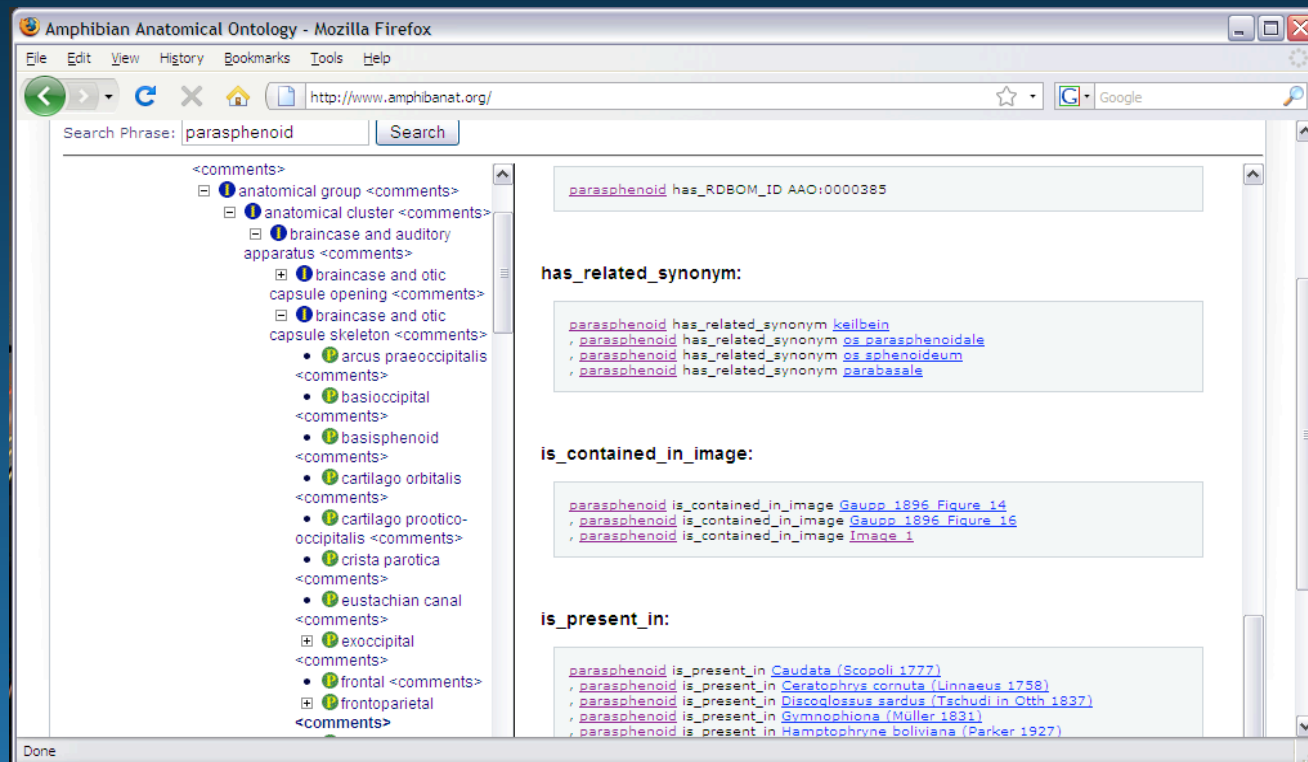 Amphibian Anatomical Ontology - Mozilla Firefox
File Edit View History Bookmarks Tools Help
http://www.amphibanat.org/
G Google
Search Phrase: parasphenoid Search
<comments>
I anatomical group <comments>
I anatomical cluster <comments>
I braincase and auditory
apparatus <comments>
I braincase and otic
capsule opening <comments>
I braincase and otic
capsule skeleton <comments>
P arcus praeoccipitalis
<comments>
P basioccipital
<comments>
P basisphenoid
<comments>
P cartilago orbitalis
<comments>
P cartilago prootico-
occipitalis <comments>
P crista parotica
<comments>
P eustachian canal
<comments>
P exoccipital
<comments>
P frontal <comments>
P frontoparietal
<comments>
parasphenoid has_RDBOM_ID AAO:0000385
has_related_synonym:
parasphenoid has_related_synonym keilbein
, parasphenoid has_related_synonym os parasphenoidale
, parasphenoid has_related_synonym os sphenoideum
, parasphenoid has_related_synonym parabasale
is_contained_in_image:
parasphenoid is_contained_in_image Gaupp 1896 Figure 14
, parasphenoid is_contained_in_image Gaupp 1896 Figure 16
, parasphenoid is_contained_in_image Image 1
is_present_in:
parasphenoid is_present_in Caudata (Scopoli 1777)
, parasphenoid is_present_in Ceratophrys cornuta (Linnaeus 1758)
, parasphenoid is_present_in Discoglossus sardus (Tschudi in Otth 1837)
, parasphenoid is_present_in Gymnophiona (Müller 1831)
, parasphenoid is_present_in Hamptophryne boliviana (Parker 1927)
Done